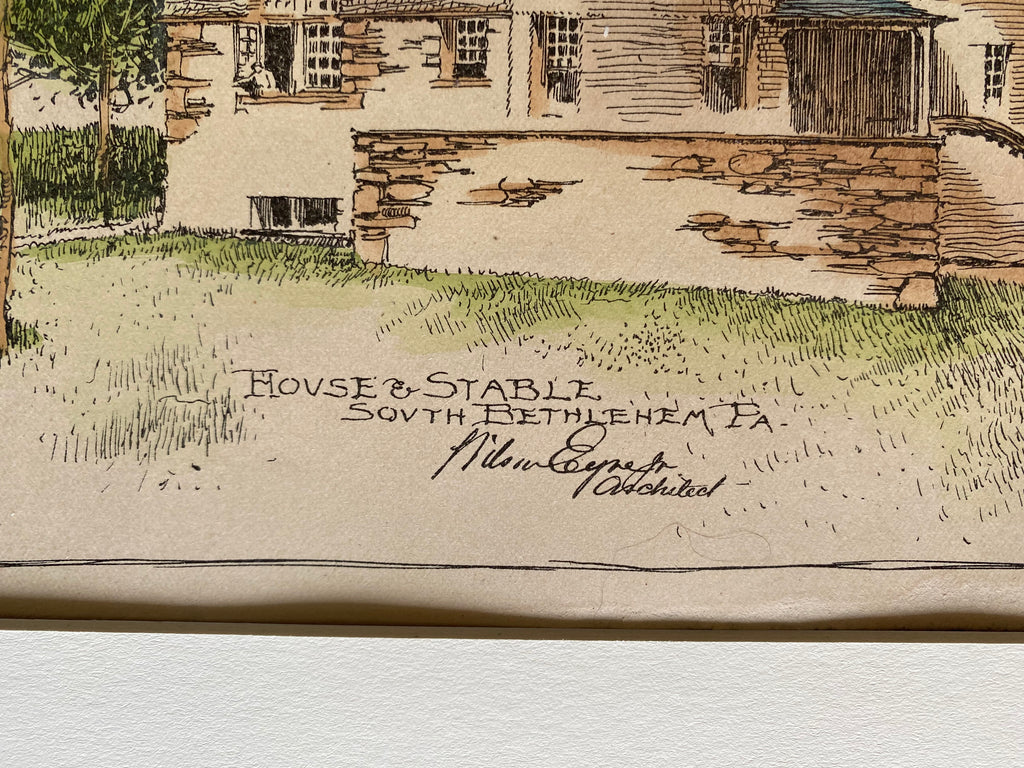 HOVSE & STABLE
SOVTH BETHLEHEM PA.
Wilson Eyre Jr
Architect